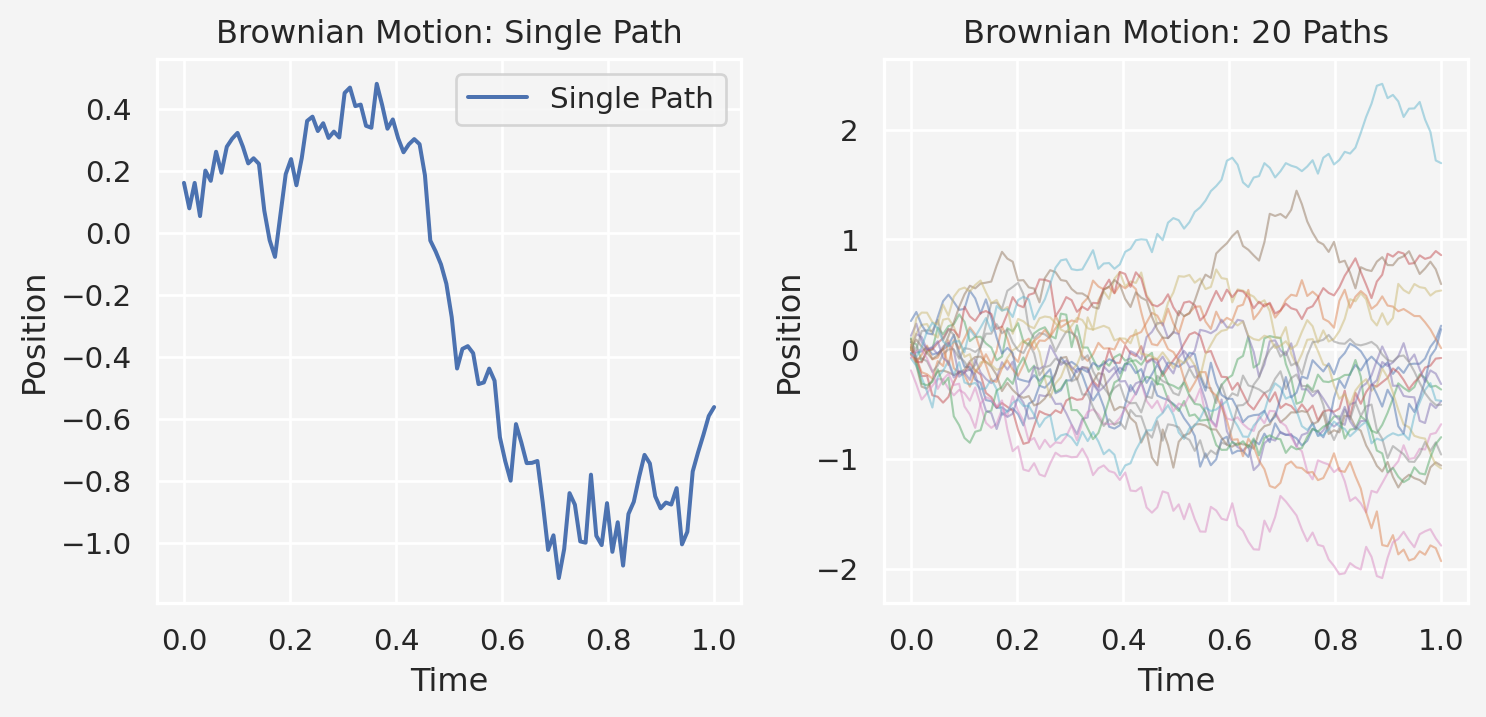 Brownian Motion: Single Path
Single Path
0.4
0.2
0.0
−0.2
−0.4
−0.6
−0.8
−1.0
Position
0.0 0.2 0.4 0.6 0.8 1.0
Time
Brownian Motion: 20 Paths
2
1
0
−1
−2
Position
0.0 0.2 0.4 0.6 0.8 1.0
Time